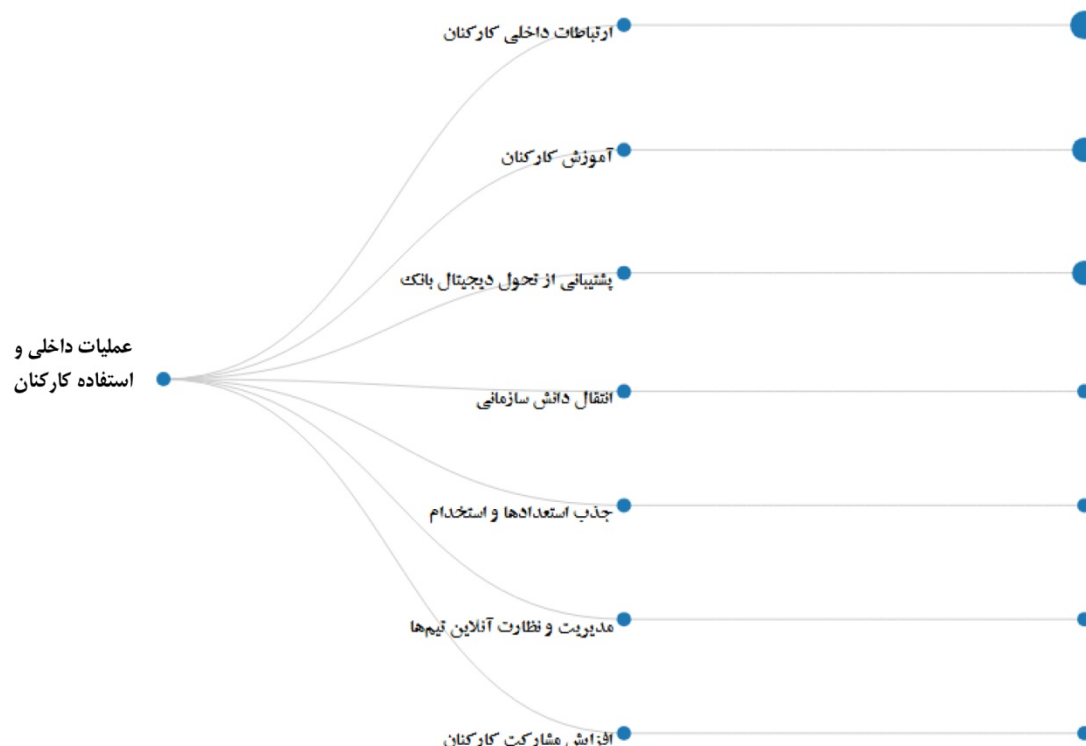 ارتباطات داخلی کارکنان
آموزش کارکنان
پشتیبانی از تحول دیجیتال بانک
عملیات داخلی و
استفاده کارکنان
انتقال دانش سازمانی
جذب استعدادها و استخدام
مدیریت و نظارت آنلاین تیم‌ها
افزایش مشارکت کارکنان